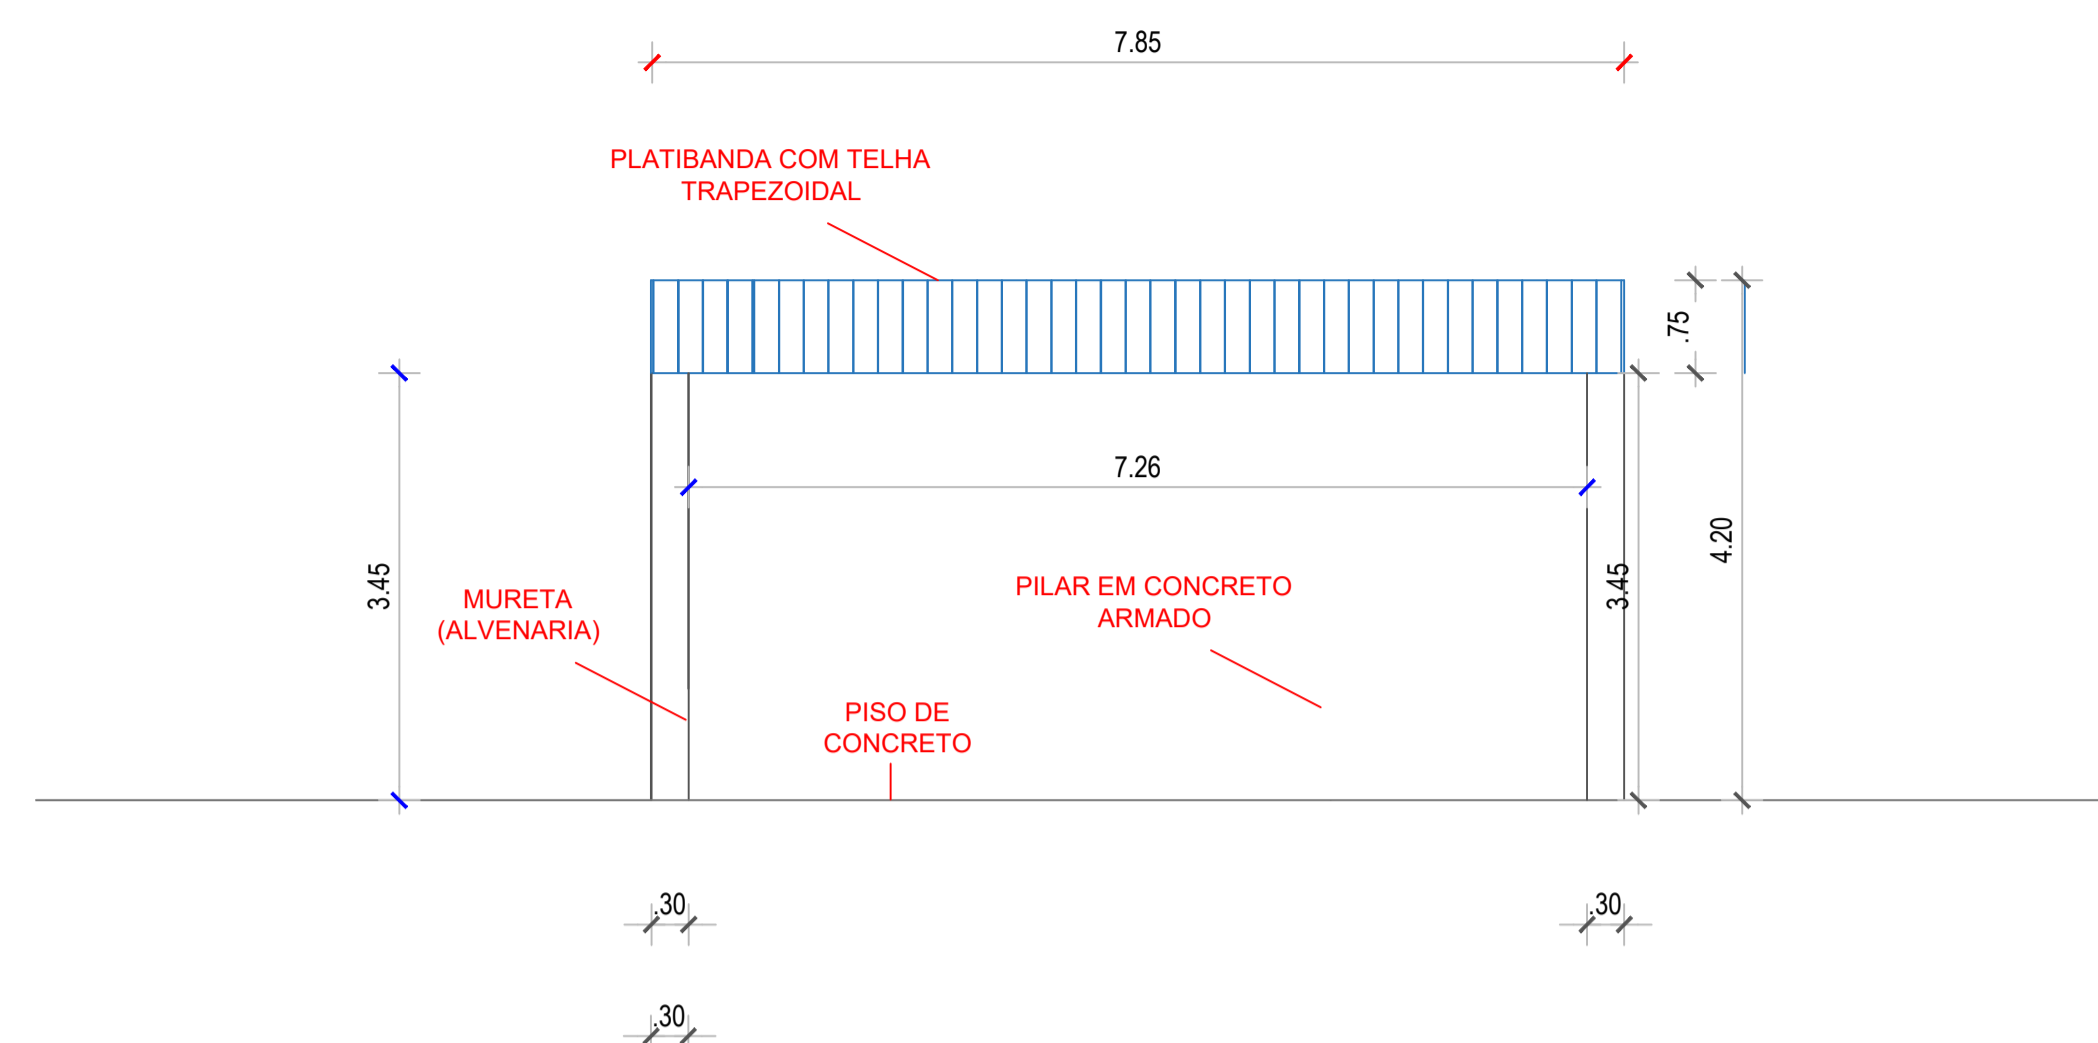 7.85
PLATIBANDA COM TELHA
TRAPEZOIDAL
.75
7.26
4.20
3.45
MURETA
(ALVENARIA)
PILAR EM CONCRETO
ARMADO
3.45
PISO DE
CONCRETO
.30
.30
.30